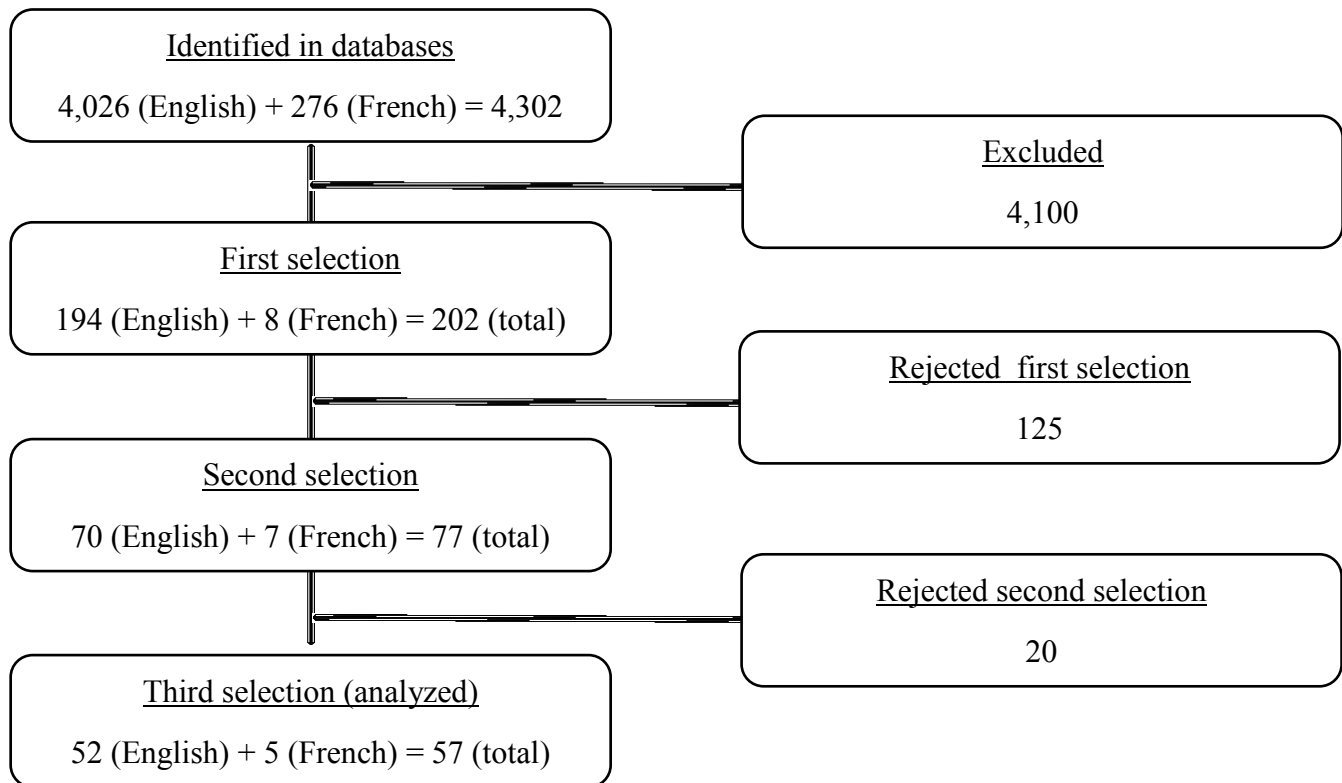 Identified in databases
4,026 (English) + 276 (French) = 4,302
Excluded
4,100
First selection
194 (English) + 8 (French) = 202 (total)
Rejected  first selection
125
Second selection
70 (English) + 7 (French) = 77 (total)
Rejected second selection
20
Third selection (analyzed)
52 (English) + 5 (French) = 57 (total)